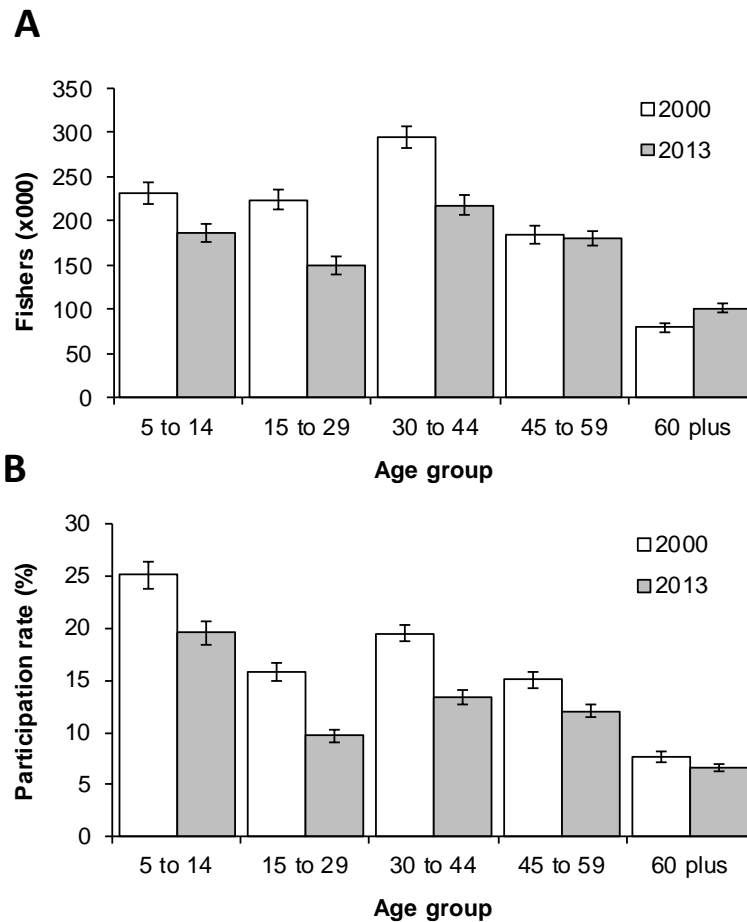 A
Fishers (x000)
350
300
250
200
150
100
50
0
2000
2013
5 to 14 15 to 29 30 to 44 45 to 59 60 plus
Age group
B
Participation rate (%)
30
25
20
15
10
5
0
2000
2013
5 to 14 15 to 29 30 to 44 45 to 59 60 plus
Age group